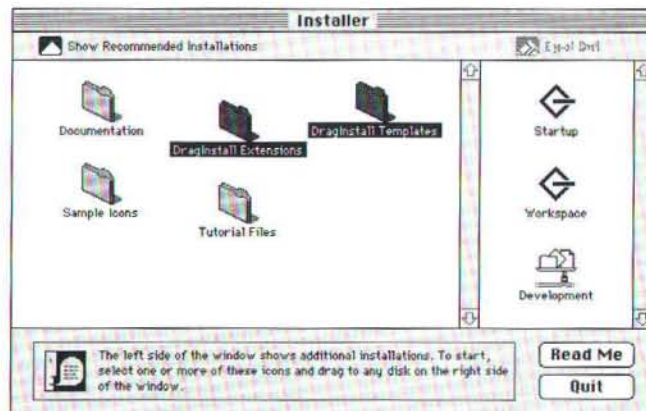 Installer
Show Recommended Installations
Documentation
DragInstall Extensions
DragInstall Templates
Sample Icons
Tutorial Files
Startup
Workspace
Development
The left side of the window shows additional installations. To start,
select one or more of these icons and drag to any disk on the right side
of the window.
Read Me
Quit